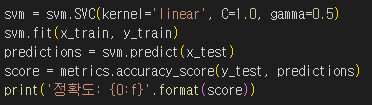 svm = svm.SVC(kernel='linear', C=1.0, gamma=0.5)
svm.fit(x_train, y_train)
predictions = svm.predict(x_test)
score = metrics.accuracy_score(y_test, predictions)
print('정확도: {0:f}'.format(score))